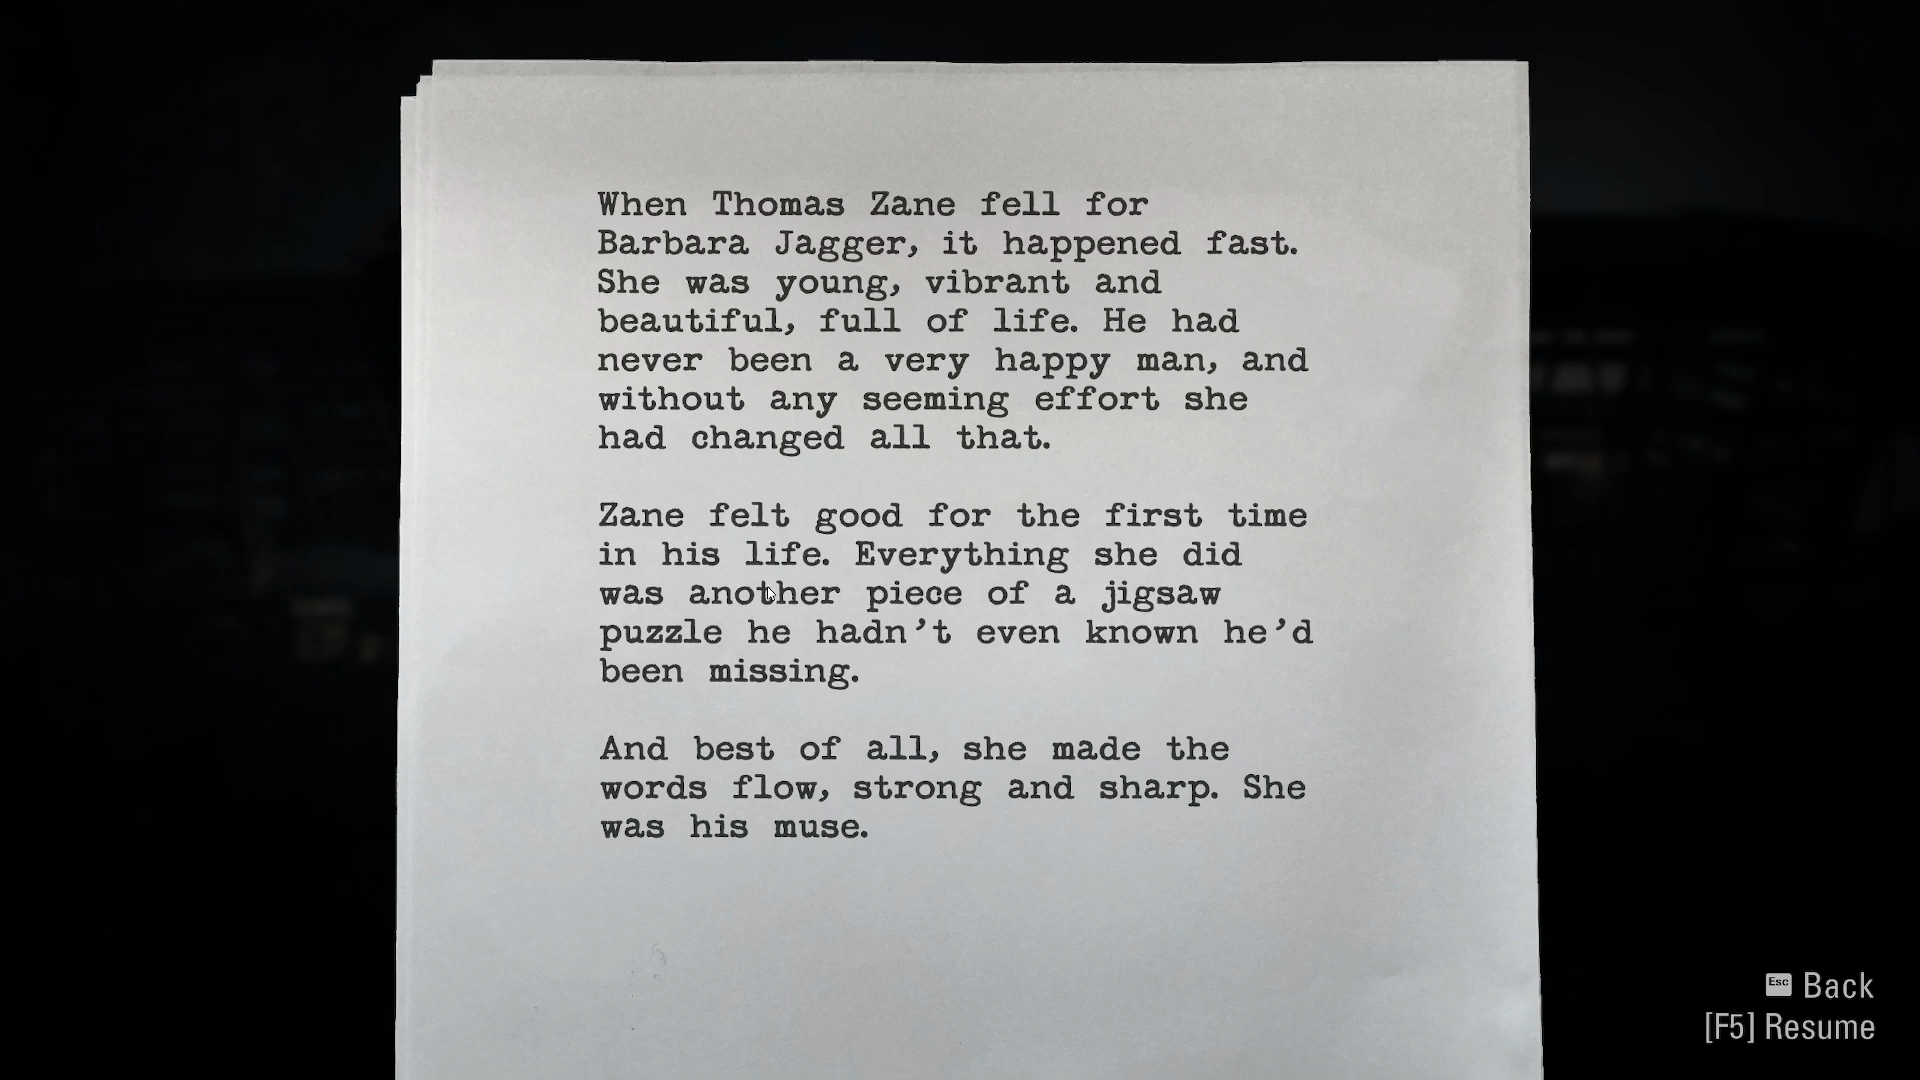 When Thomas Zane fell for
Barbara Jagger, it happened fast.
She was young, vibrant and
beautiful, full of life. He had
never been a very happy man, and
without any seeming effort she
had changed all that.
Zane felt good for the first time
in his life. Everything she did
was another piece of a jigsaw
puzzle he hadn’t even known he’d
been missing.
And best of all, she made the
words flow, strong and sharp. She
was his muse.
Esc Back
[F5] Resume